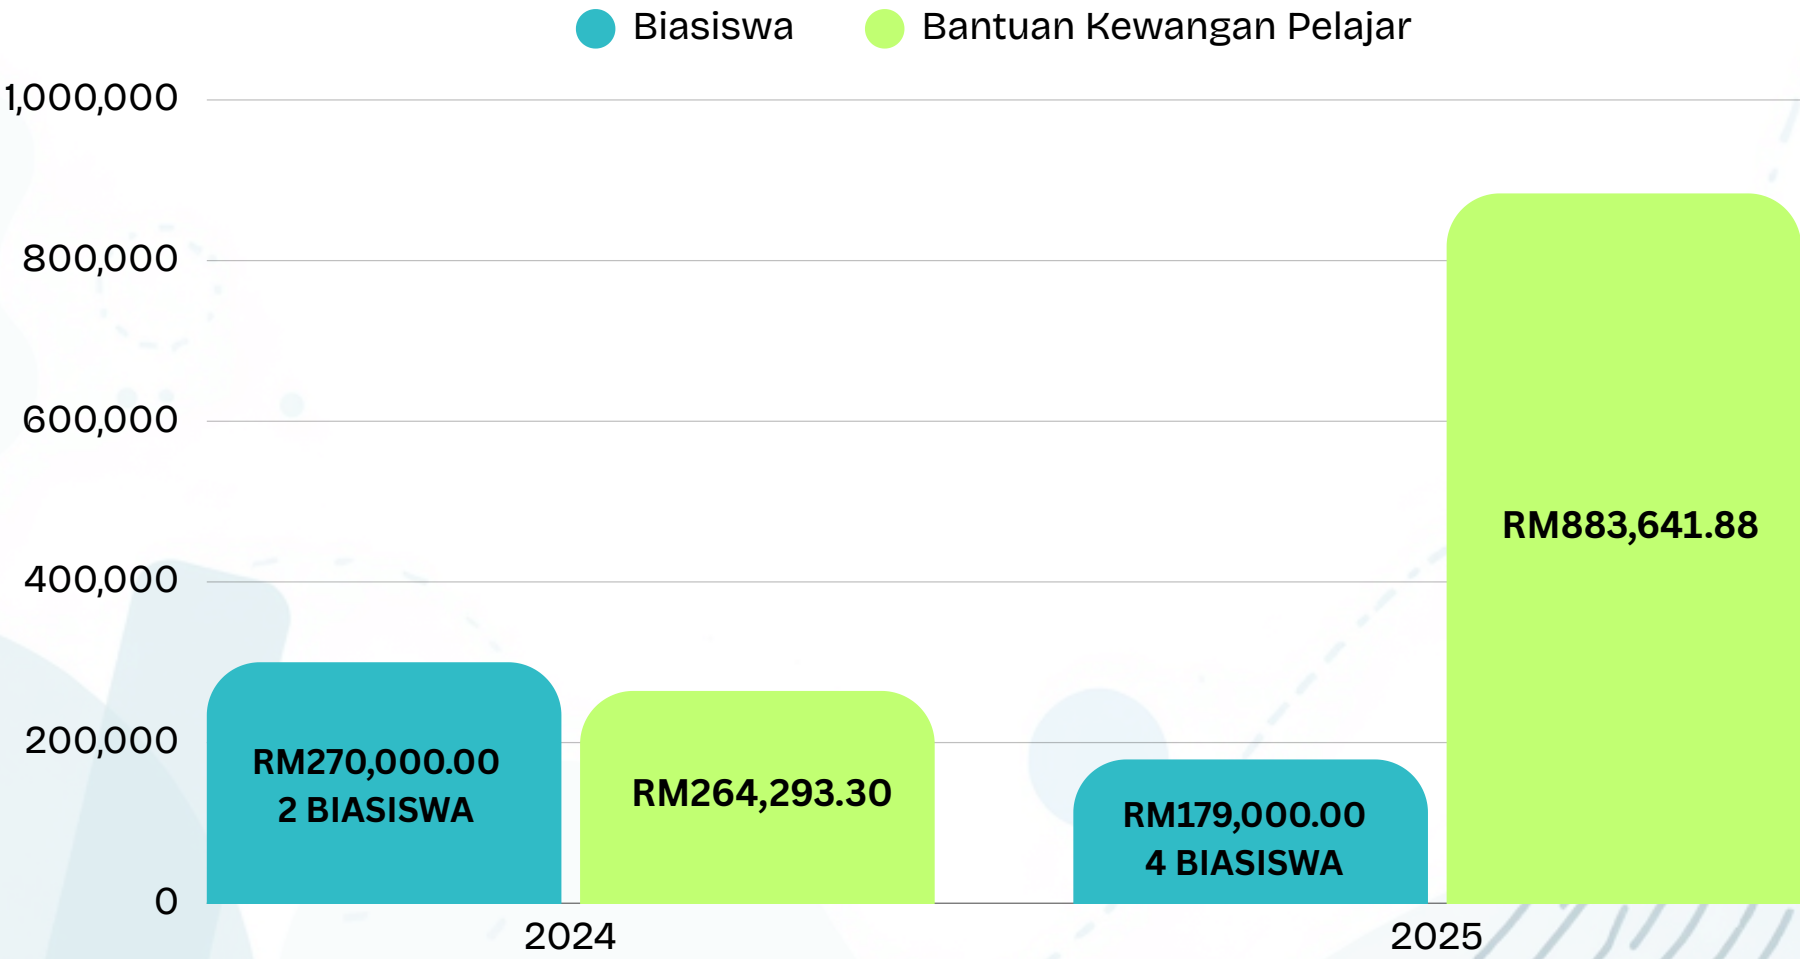 Biasiswa
Bantuan Kewangan Pelajar
1,000,000
800,000
600,000
400,000
200,000
0
RM270,000.00
2 BIASISWA
RM264,293.30
RM179,000.00
4 BIASISWA
RM883,641.88
2024
2025